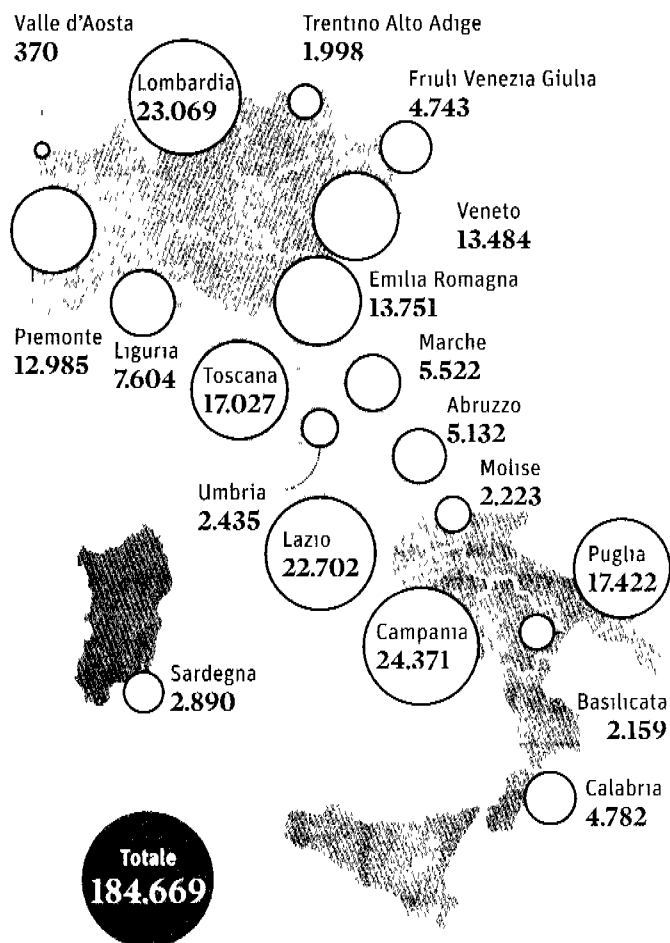 Valle d'Aosta
370
Trentino Alto Adige
1.998
Lombardia
23.069
Friuli Venezia Giulia
4.743
Veneto
13.484
Emilia Romagna
13.751
Piemonte
12.985
Liguria
7.604
Toscana
17.027
Marche
5.522
Abruzzo
5.132
Umbria
2.435
Molise
2.223
Lazio
22.702
Puglia
17.422
Campania
24.371
Sardegna
2.890
Basilicata
2.159
Calabria
4.782
Totale
184.669